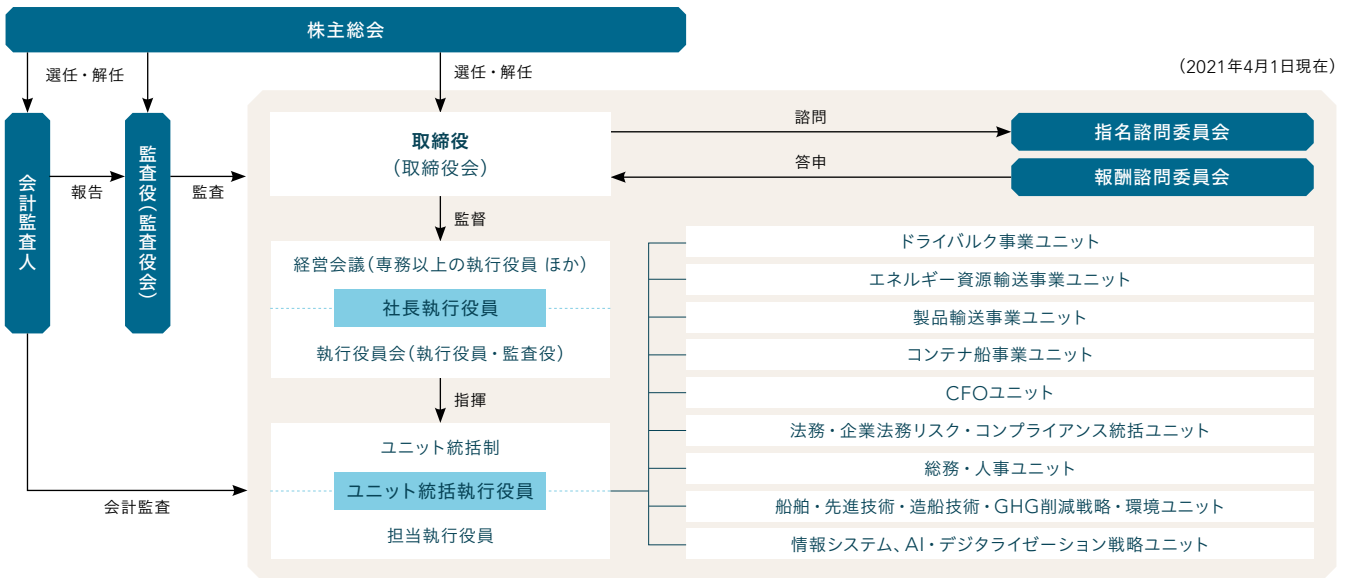 株主総会
選任・解任
選任・解任
(2021年4月1日現在)
会計監査人
報告
監査役(監査役会)
監査
取締役
(取締役会)
諮問
答申
指名諮問委員会
報酬諮問委員会
監督
経営会議(専務以上の執行役員 ほか)
社長執行役員
執行役員会(執行役員・監査役)
指揮
ユニット統括制
ユニット統括執行役員
担当執行役員
会計監査
ドライバルク事業ユニット
エネルギー資源輸送事業ユニット
製品輸送事業ユニット
コンテナ船事業ユニット
CFOユニット
法務・企業法務リスク・コンプライアンス統括ユニット
総務・人事ユニット
船舶・先進技術・造船技術・GHG削減戦略・環境ユニット
情報システム、AI・デジタライゼーション戦略ユニット